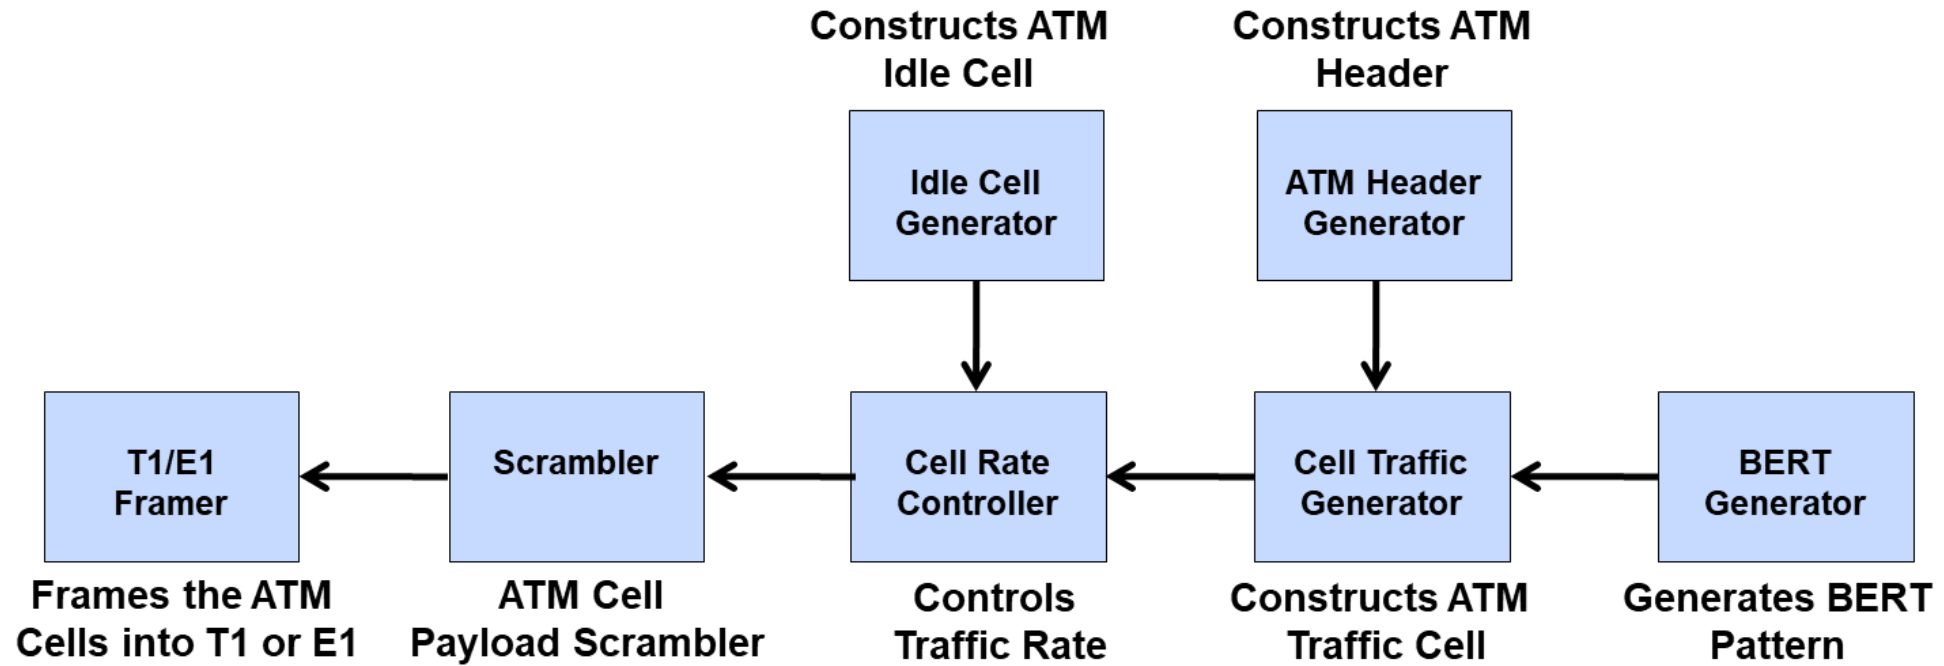 Constructs ATM
Idle Cell
Constructs ATM
Header
Idle Cell
Generator
ATM Header
Generator
T1/E1
Framer
Scrambler
Cell Rate
Controller
Cell Traffic
Generator
BERT
Generator
Frames the ATM
Cells into T1 or E1
ATM Cell
Payload Scrambler
Controls
Traffic Rate
Constructs ATM
Traffic Cell
Generates BERT
Pattern